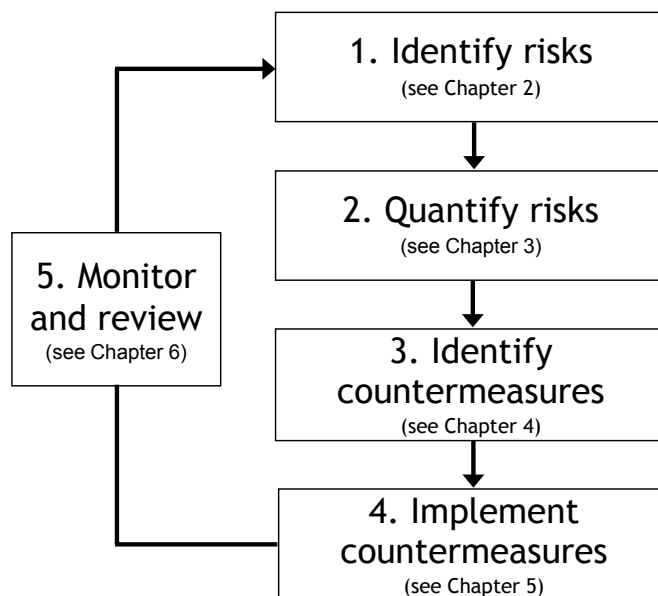 1. Identify risks
(see Chapter 2)
2. Quantify risks
(see Chapter 3)
3. Identify
countermeasures
(see Chapter 4)
4. Implement
countermeasures
(see Chapter 5)
5. Monitor
and review
(see Chapter 6)